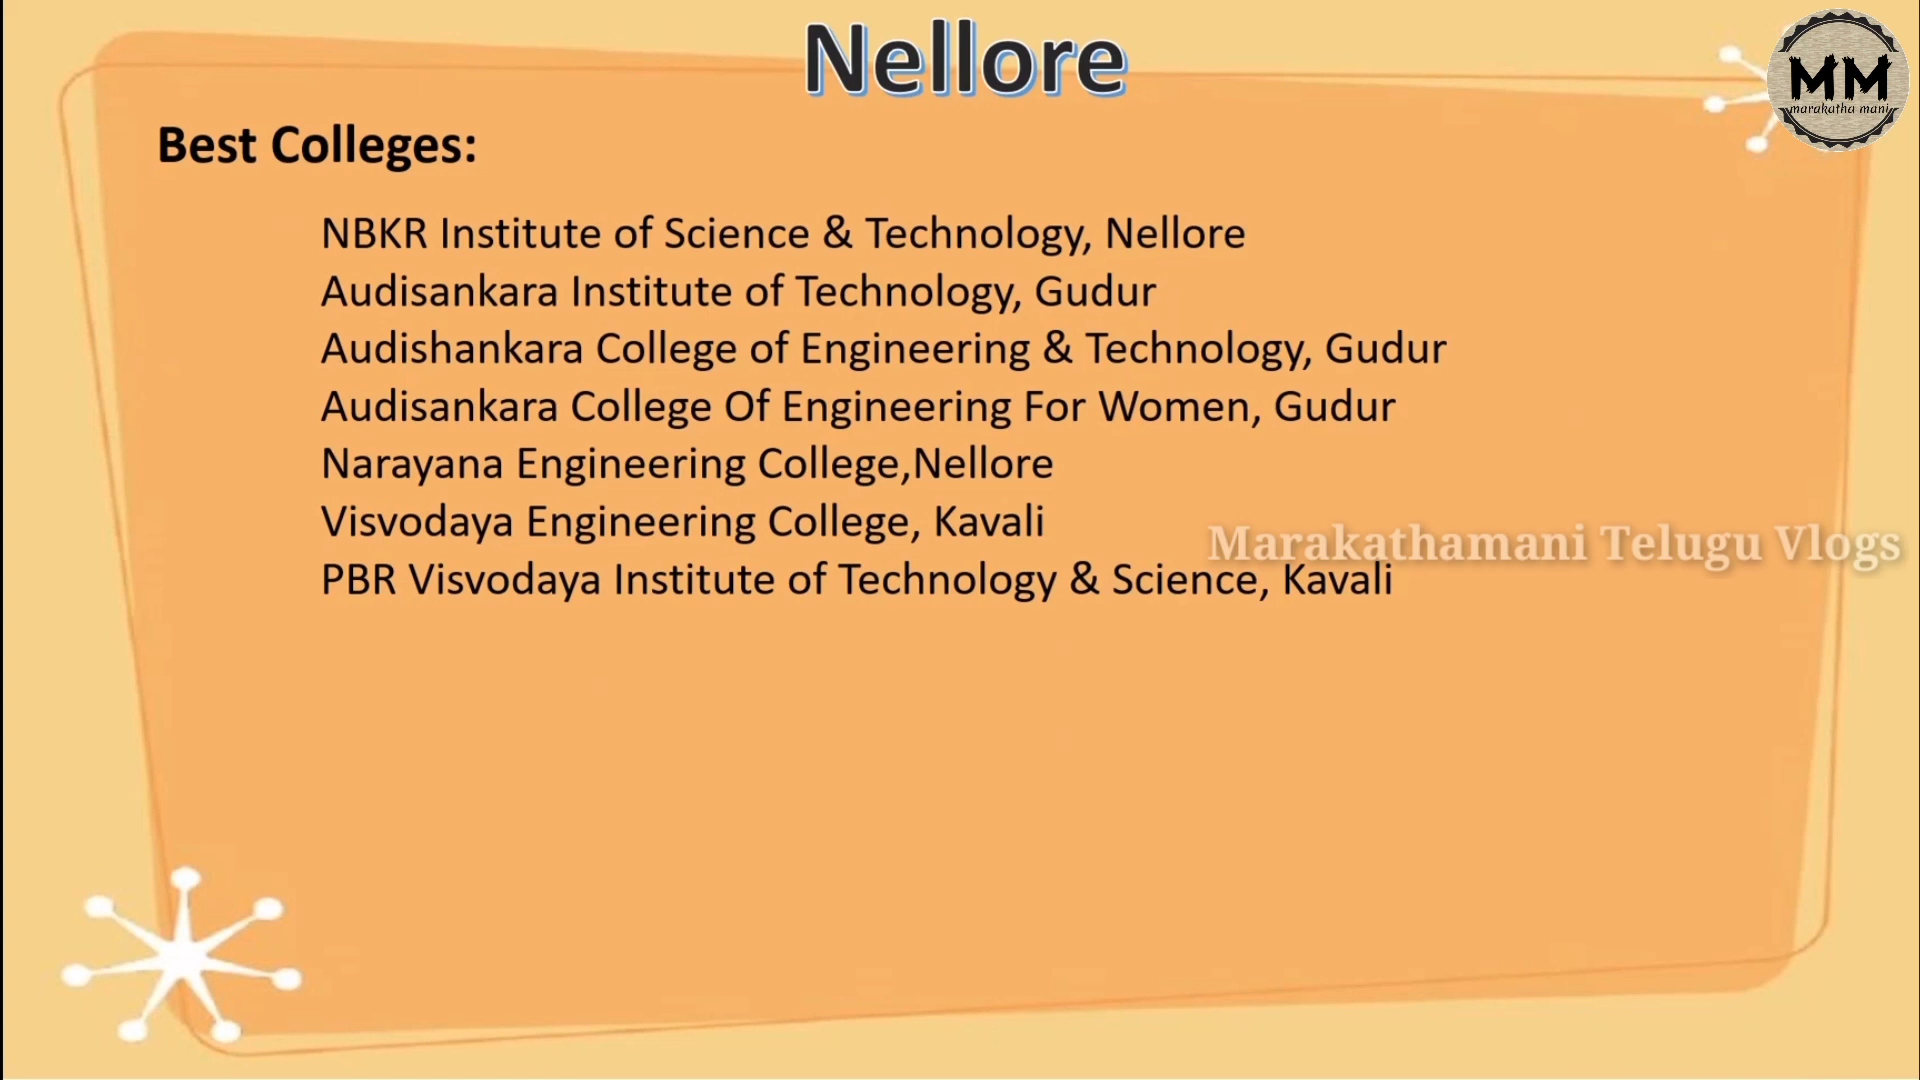 Nellore
MM
marakatha mani
Best Colleges:
NBKR Institute of Science & Technology, Nellore
Audisankara Institute of Technology, Gudur
Audishankara College of Engineering & Technology, Gudur
Audisankara College Of Engineering For Women, Gudur
Narayana Engineering College,Nellore
Visvodaya Engineering College, Kavali
Marakathamani Telugu Vlogs
PBR Visvodaya Institute of Technology & Science, Kavali